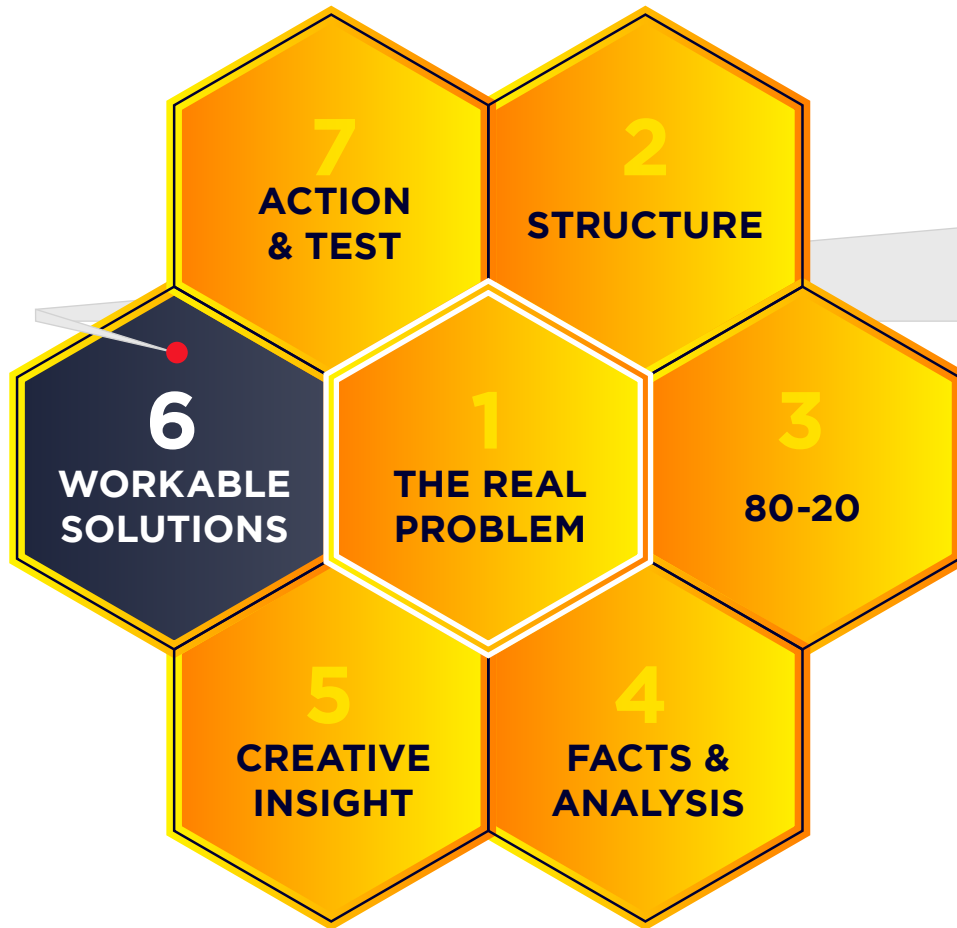 7
ACTION
& TEST
2
STRUCTURE
6
WORKABLE
SOLUTIONS
1
THE REAL
PROBLEM
3
80-20
5
CREATIVE
INSIGHT
4
FACTS &
ANALYSIS